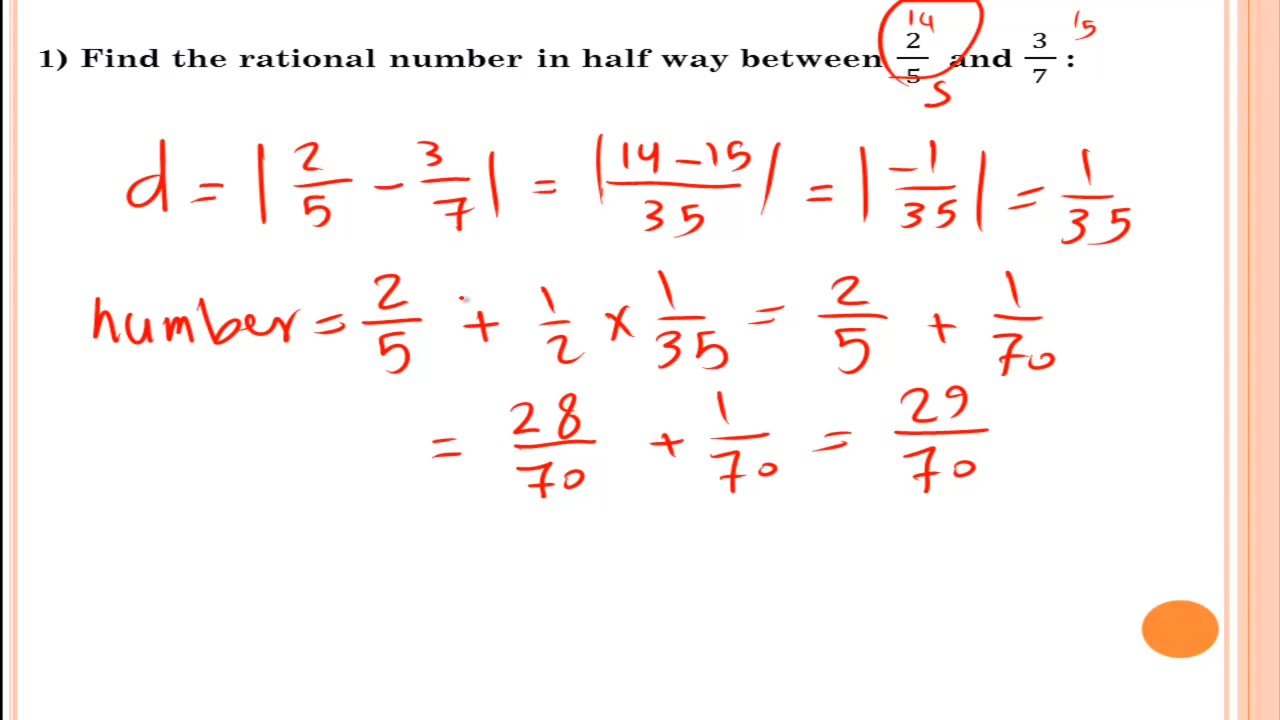 14 15
1) Find the rational number in half way between 2/5 and 3/7 :
5
d = | 2/5 - 3/7 | = | 14 - 15 / 35 | = | -1/35 | = 1/35
number = 2/5 + 1/2 × 1/35 = 2/5 + 1/70
= 28/70 + 1/70 = 29/70